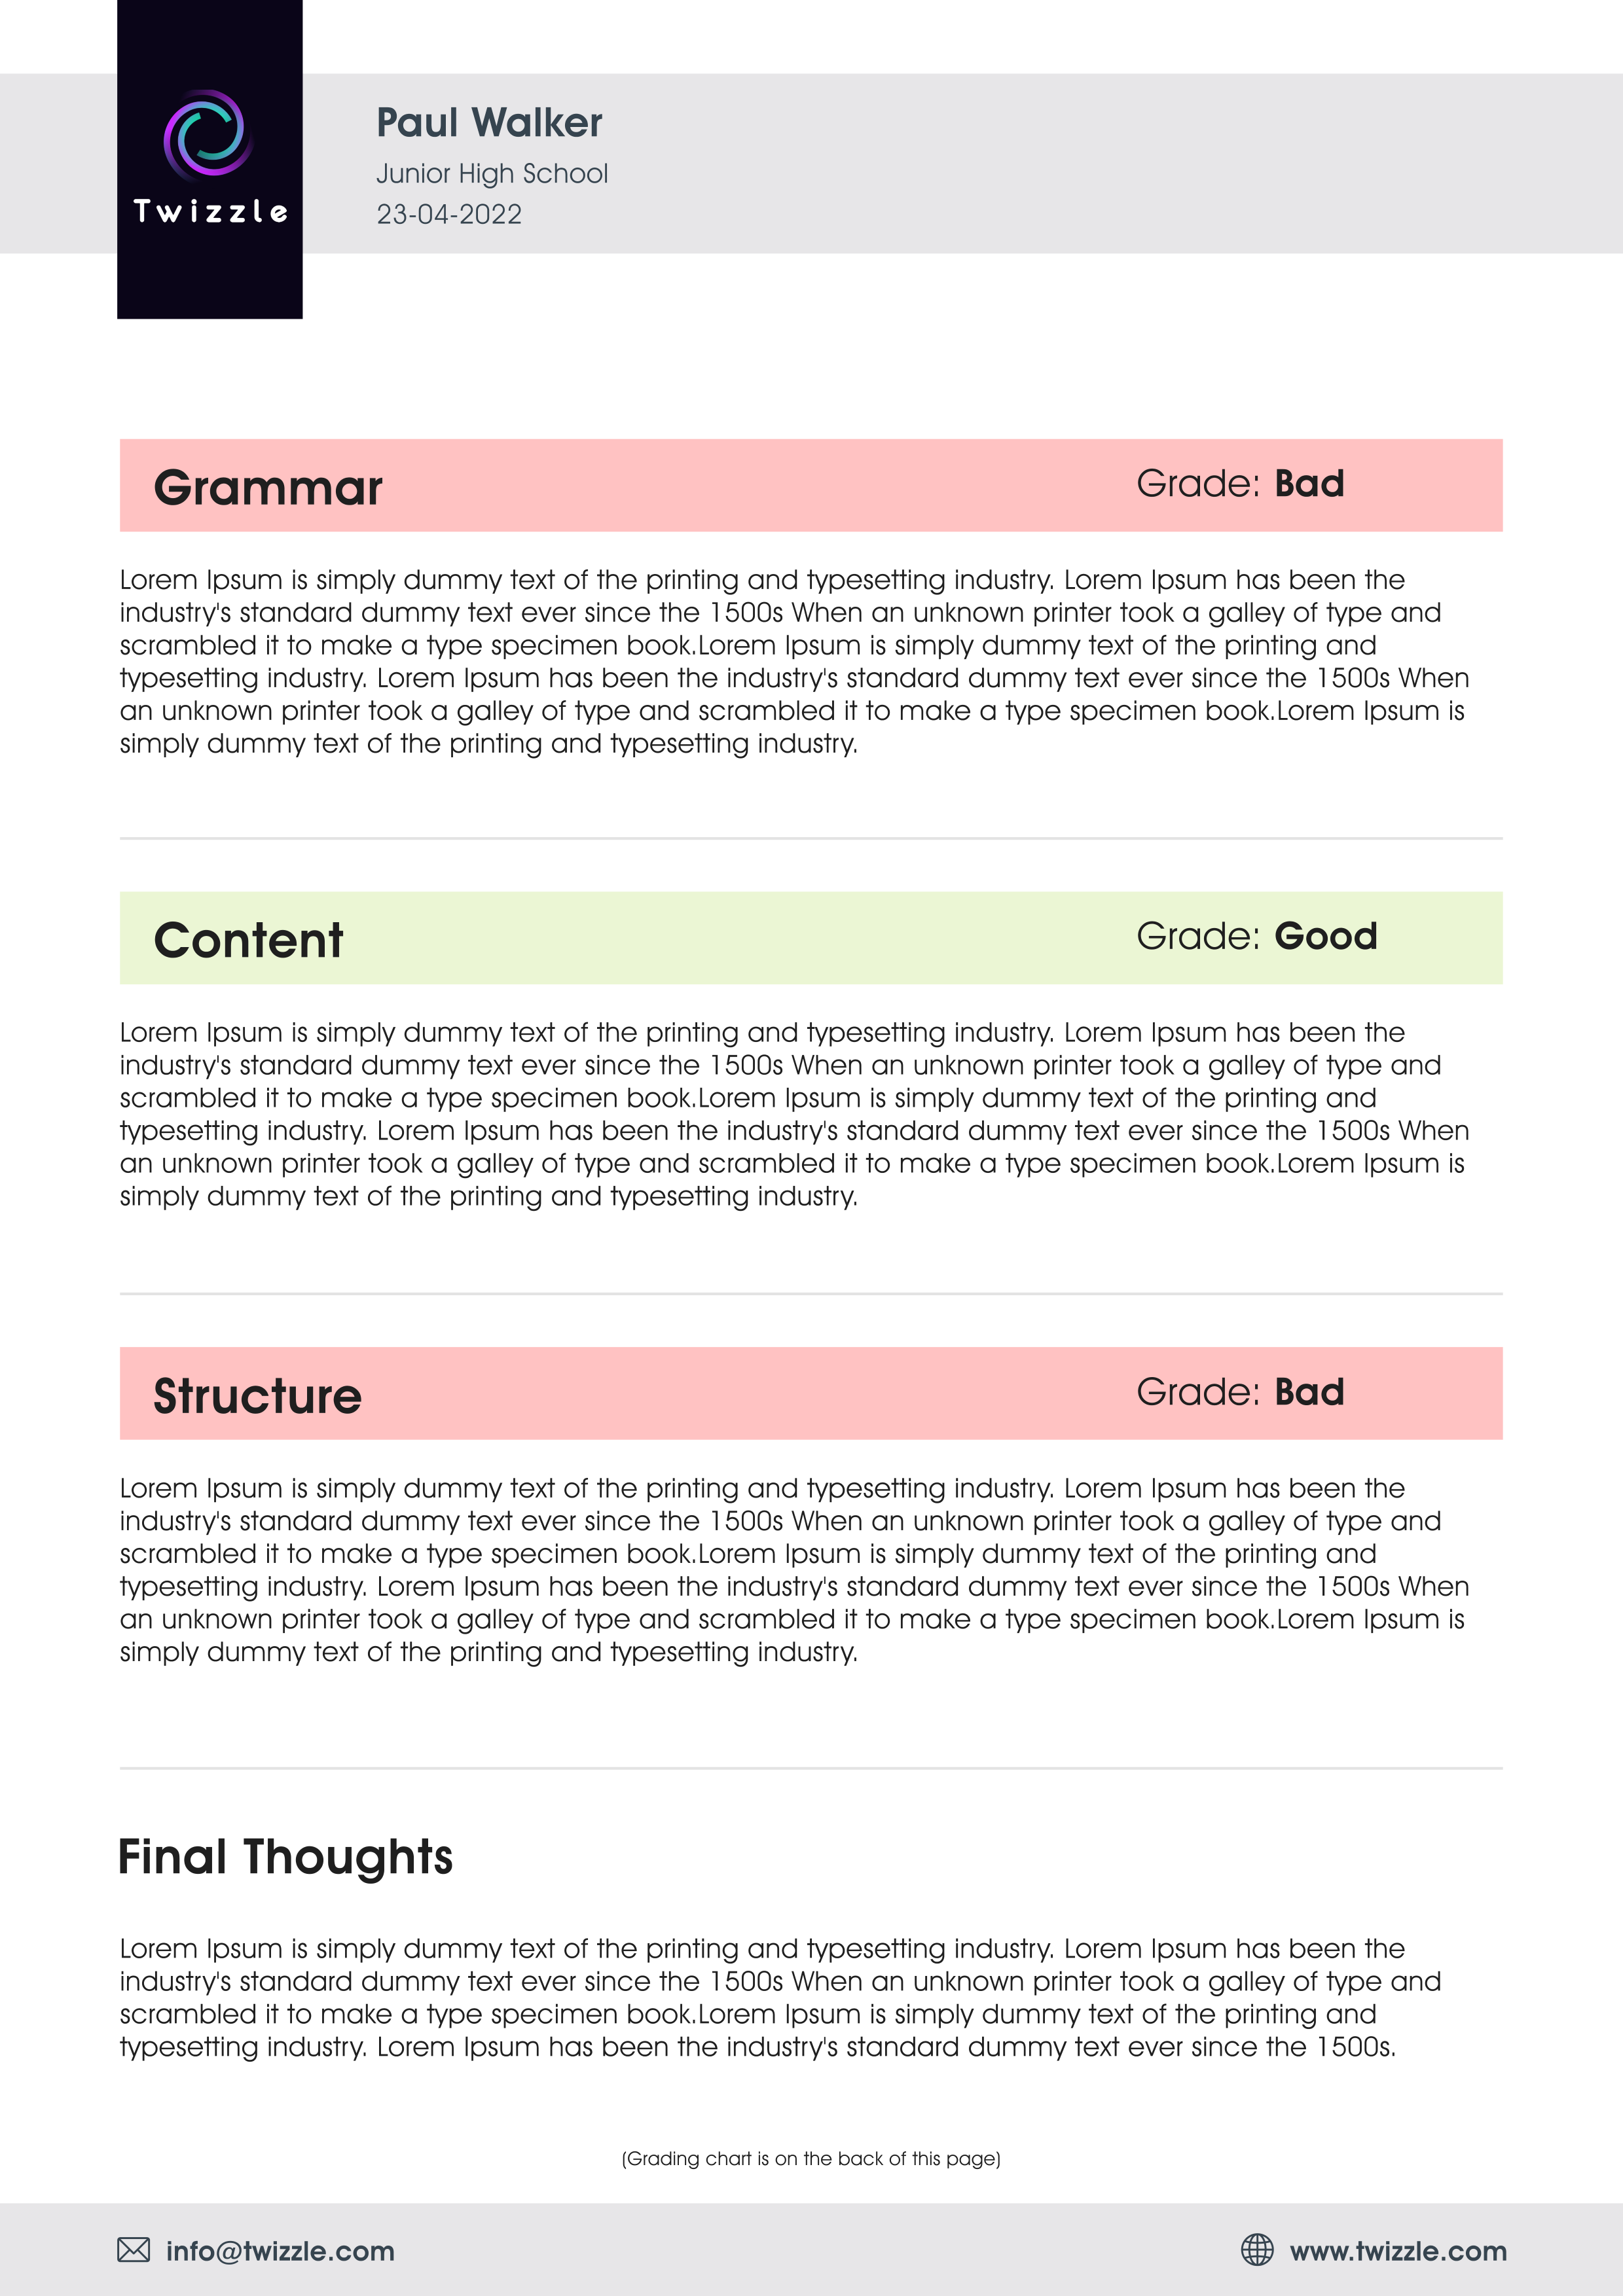 Twizzle
Paul Walker
Junior High School
23-04-2022
Grammar Grade: Bad
Lorem Ipsum is simply dummy text of the printing and typesetting industry. Lorem Ipsum has been the
industry's standard dummy text ever since the 1500s When an unknown printer took a galley of type and
scrambled it to make a type specimen book.Lorem Ipsum is simply dummy text of the printing and
typesetting industry. Lorem Ipsum has been the industry's standard dummy text ever since the 1500s When
an unknown printer took a galley of type and scrambled it to make a type specimen book.Lorem Ipsum is
simply dummy text of the printing and typesetting industry.
Content Grade: Good
Lorem Ipsum is simply dummy text of the printing and typesetting industry. Lorem Ipsum has been the
industry's standard dummy text ever since the 1500s When an unknown printer took a galley of type and
scrambled it to make a type specimen book.Lorem Ipsum is simply dummy text of the printing and
typesetting industry. Lorem Ipsum has been the industry's standard dummy text ever since the 1500s When
an unknown printer took a galley of type and scrambled it to make a type specimen book.Lorem Ipsum is
simply dummy text of the printing and typesetting industry.
Structure Grade: Bad
Lorem Ipsum is simply dummy text of the printing and typesetting industry. Lorem Ipsum has been the
industry's standard dummy text ever since the 1500s When an unknown printer took a galley of type and
scrambled it to make a type specimen book.Lorem Ipsum is simply dummy text of the printing and
typesetting industry. Lorem Ipsum has been the industry's standard dummy text ever since the 1500s When
an unknown printer took a galley of type and scrambled it to make a type specimen book.Lorem Ipsum is
simply dummy text of the printing and typesetting industry.
Final Thoughts
Lorem Ipsum is simply dummy text of the printing and typesetting industry. Lorem Ipsum has been the
industry's standard dummy text ever since the 1500s When an unknown printer took a galley of type and
scrambled it to make a type specimen book.Lorem Ipsum is simply dummy text of the printing and
typesetting industry. Lorem Ipsum has been the industry's standard dummy text ever since the 1500s.
(Grading chart is on the back of this page)
info@twizzle.com www.twizzle.com